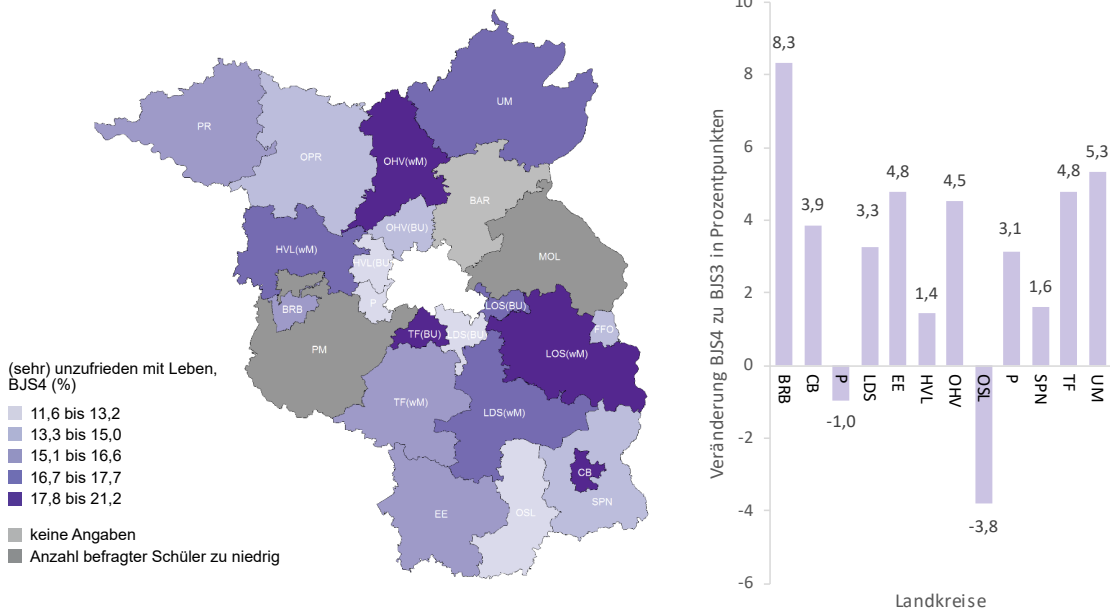 PR
OPR
OHV(wM)
UM
BAR
OHV(BU)
HVL(wM)
HVL(BU)
MOL
P
BRB
LOS(BU)
FFO
PM
TF(BU)
LDS(BU)
LOS(wM)
TF(wM)
LDS(wM)
CB
SPN
EE
OSL
(sehr) unzufrieden mit Leben,
BJS4 (%)
11,6 bis 13,2
13,3 bis 15,0
15,1 bis 16,6
16,7 bis 17,7
17,8 bis 21,2
keine Angaben
Anzahl befragter Schüler zu niedrig
Veränderung BJS4 zu BJS3 in Prozentpunkten
10
8
6
4
2
0
-2
-4
-6
8,3
3,9
-1,0
3,3
4,8
1,4
4,5
-3,8
3,1
1,6
4,8
5,3
BRB
CB
P
LDS
EE
HVL
OHV
OSL
P
SPN
TF
UM
Landkreise